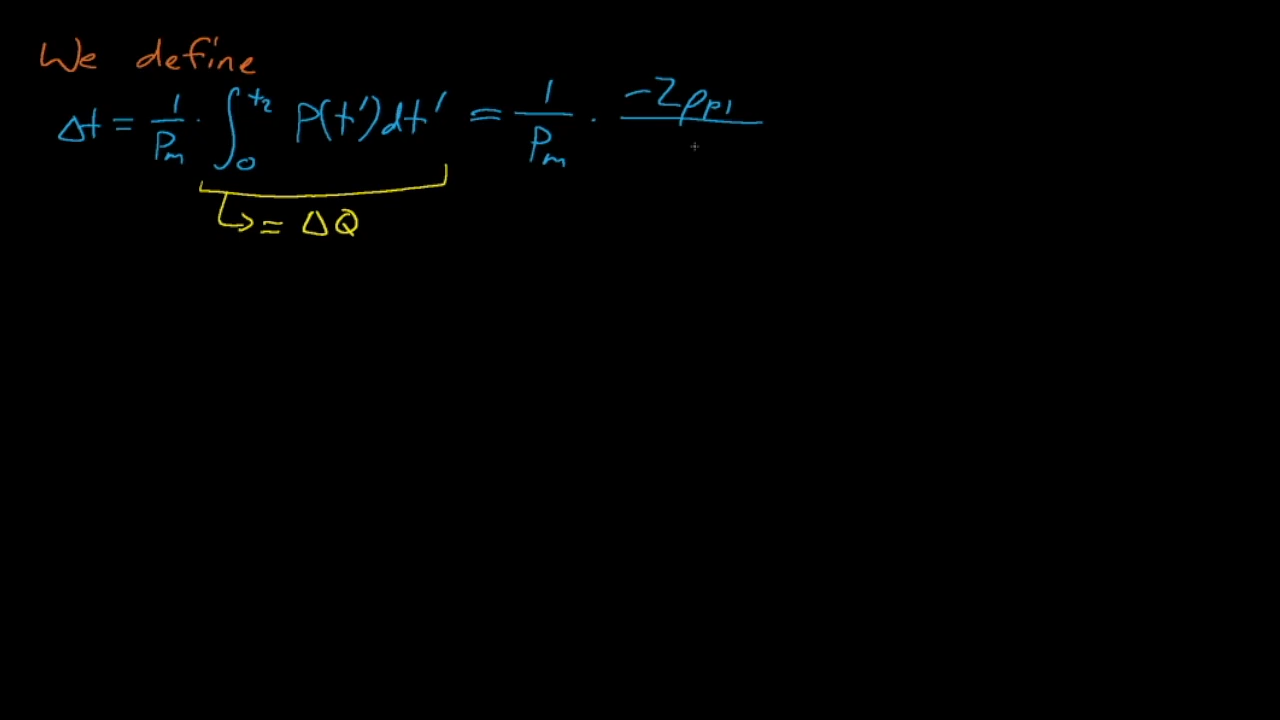 We define
Δt = 1/Pm · ∫₀^t₂ P(t')dt' = 1/Pm · -2ρp1
↳ = ΔQ